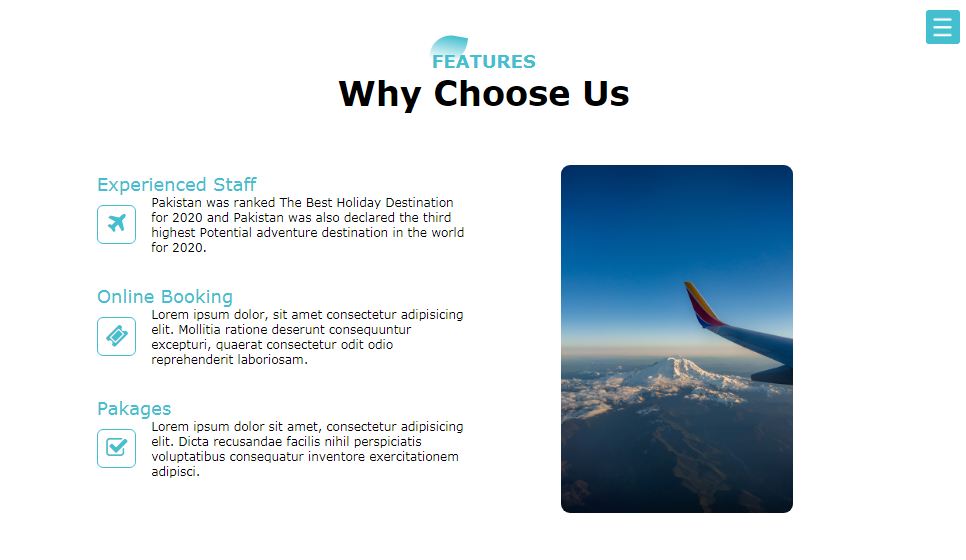 FEATURES
Why Choose Us
Experienced Staff
Pakistan was ranked The Best Holiday Destination
for 2020 and Pakistan was also declared the third
highest Potential adventure destination in the world
for 2020.
Online Booking
Lorem ipsum dolor, sit amet consectetur adipisicing
elit. Mollitia ratione deserunt consequuntur
excepturi, quaerat consectetur odit odio
reprehenderit laboriosam.
Pakages
Lorem ipsum dolor sit amet, consectetur adipisicing
elit. Dicta recusandae facilis nihil perspiciatis
voluptatibus consequatur inventore exercitationem
adipisci.